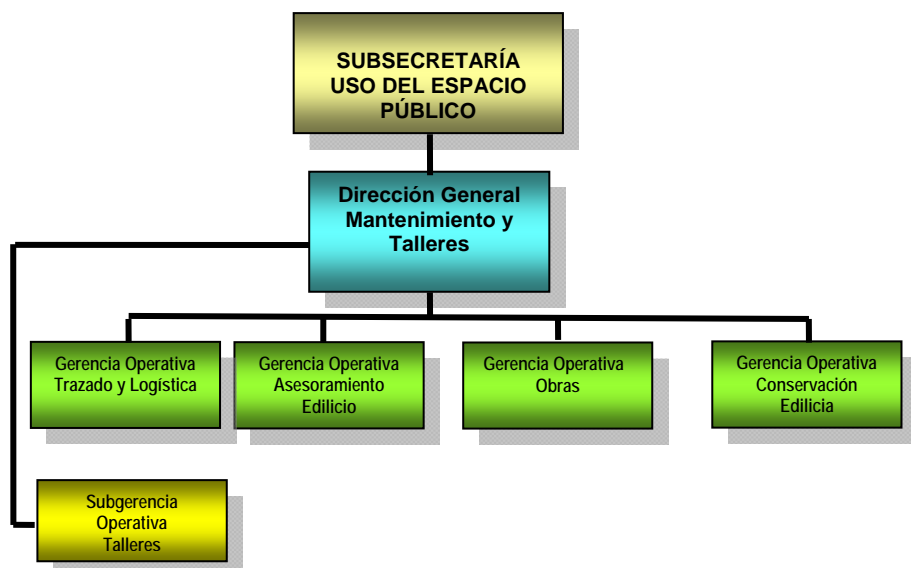 SUBSECRETARÍA
USO DEL ESPACIO
PÚBLICO
Dirección General
Mantenimiento y
Talleres
Gerencia Operativa
Trazado y Logística
Gerencia Operativa
Asesoramiento
Edilicio
Gerencia Operativa
Obras
Gerencia Operativa
Conservación
Edilicia
Subgerencia
Operativa
Talleres